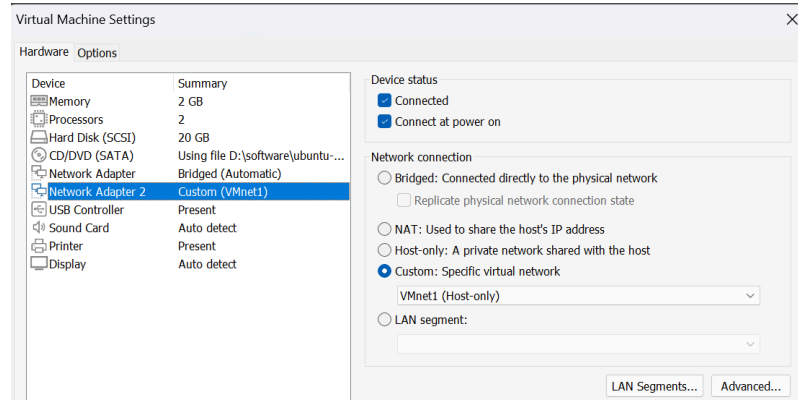 Virtual Machine Settings
Hardware Options
Device Summary
Memory 2 GB
Processors 2
Hard Disk (SCSI) 20 GB
CD/DVD (SATA) Using file D:\software\ubuntu-...
Network Adapter Bridged (Automatic)
Network Adapter 2 Custom (VMnet1)
USB Controller Present
Sound Card Auto detect
Printer Present
Display Auto detect
Device status
Connected
Connect at power on
Network connection
Bridged: Connected directly to the physical network
Replicate physical network connection state
NAT: Used to share the host's IP address
Host-only: A private network shared with the host
Custom: Specific virtual network
VMnet1 (Host-only)
LAN segment:
LAN Segments... Advanced...